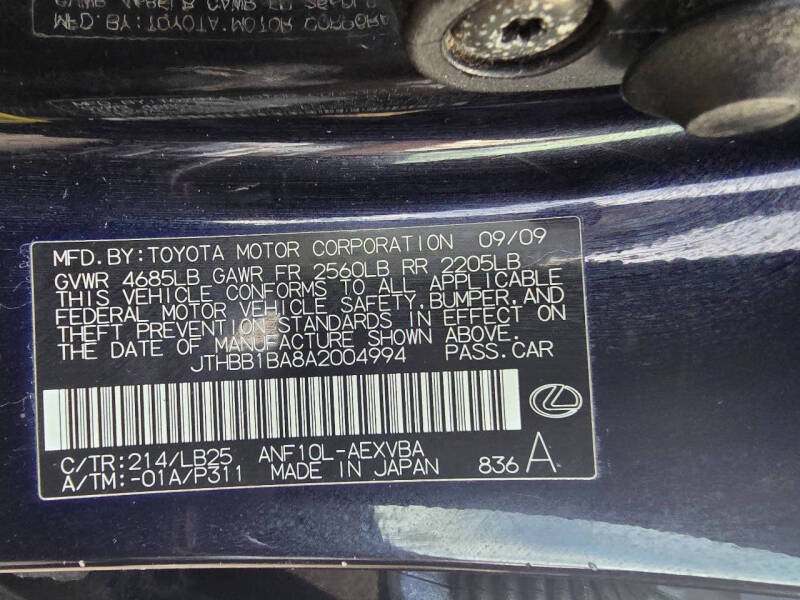 MFD. BY: TOYOTA MOTOR CORPORATION 09/09
GVWR 4685LB GAWR FR 2560LB RR 2205LB
THIS VEHICLE CONFORMS TO ALL APPLICABLE
FEDERAL MOTOR VEHICLE SAFETY, BUMPER, AND
THEFT PREVENTION STANDARDS IN EFFECT ON
THE DATE OF MANUFACTURE SHOWN ABOVE.
JTHBB1BA8A2004994 PASS. CAR
C/TR: 214/LB25 ANF10L-AEXVBA
A/TM: -01A/P311 MADE IN JAPAN 836 A